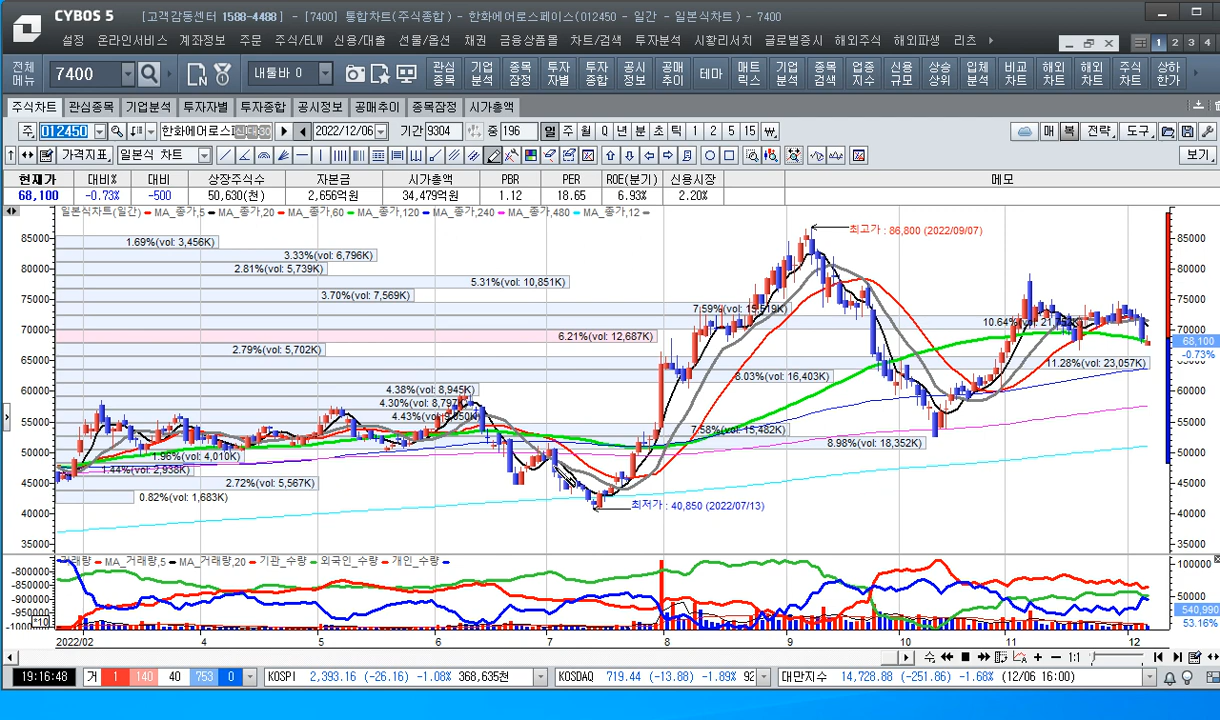 CYBOS 5 [고객감동센터 1588-4488] - [7400] 통합차트(주식종합) - 한화에어로스페이스(012450 - 일간 - 일본식차트) - 7400
설정 온라인서비스 계좌정보 주문 주식/ELW 신용/대출 선물/옵션 채권 금융상품몰 차트/검색 투자분석 시황리서치 글로벌증시 해외주식 해외파생 리츠
1 2 3 4
전체 메뉴 7400 내툴바 0 관심 종목 기업 분석 종목 잠정 투자 자별 투자 종합 공시 정보 공매 추이 테마 매트 릭스 기업 분석 종목 검색 업종 지수 신용 규모 상승 상위 입체 분석 비교 차트 해외 차트 해외 차트 주식 차트 상하 한가
주식차트 관심종목 기업분석 투자자별 투자종합 공시정보 공매추이 종목잠정 시가총액
주 012450 한화에어로스 2022/12/06 기간 9304 중 196 일 주 월 Q 년 분 초 틱 1 2 3 5 15 매 복 전략 도구
가격지표 일본식 차트 보기
현재가 대비% 대비 상장주식수 자본금 시가총액 PBR PER ROE(분기) 신용시장 메모
68,100 -0.73% -500 50,630(천) 2,656억원 34,479억원 1.12 18.65 6.93% 2.20%
일본식차트(일간) MA_종가,5 MA_종가,20 MA_종가,60 MA_종가,120 MA_종가,240 MA_종가,480 MA_종가,12
최고가 : 86,800 (2022/09/07)
85000 1.69%(vol: 3,456K) 85000
3.33%(vol: 6,796K)
80000 2.81%(vol: 5,739K) 80000
5.31%(vol: 10,851K)
75000 3.70%(vol: 7,569K) 75000
7.59%(vol: 15,519K)
10.64%(vol: 21,
70000 6.21%(vol: 12,687K) 70000
68,100
2.79%(vol: 5,702K) -0.73%
65000 11.28%(vol: 23,057K)
8.03%(vol: 16,403K)
60000 4.38%(vol: 8,945K) 60000
4.30%(vol: 8,797K)
55000 4.43%(vol: 55000
7.58%(vol: 15,482K)
8.98%(vol: 18,352K)
50000 1.96%(vol: 4,010K) 50000
1.44%(vol: 2,938K)
45000 2.72%(vol: 5,567K) 45000
0.82%(vol: 1,683K)
최저가 : 40,850 (2022/07/13)
40000 40000
35000 35000
거래량 MA_거래량,5 MA_거래량,20 기관_수량 외국인_수량 개인_수량
-800000 100000
-850000
-900000 50000
-950000 540,990
*10 53.16%
2022/02 4 5 6 7 8 9 10 11 12
1:1
19:16:48 거 1 140 40 753 0 KOSPI 2,393.16 (-26.16) -1.08% 368,635천 KOSDAQ 719.44 (-13.88) -1.89% 92 대만지수 14,728.88 (-251.86) -1.68% (12/06 16:00)